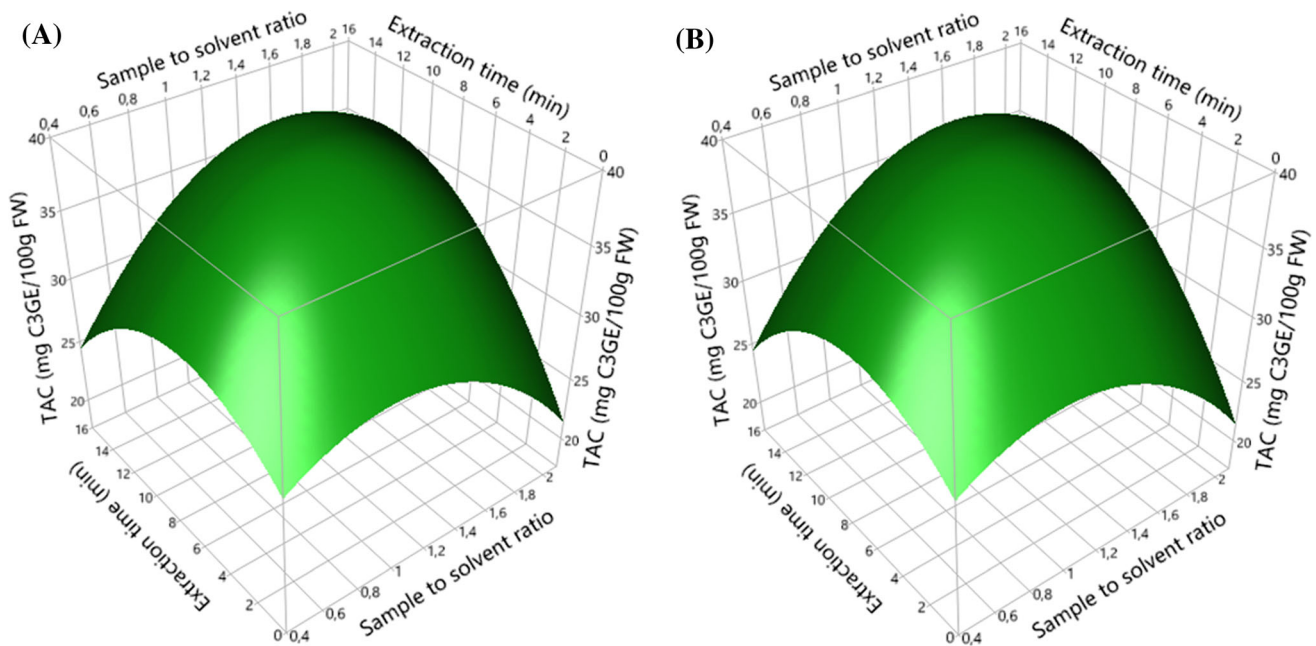 (A)
Sample to solvent ratio
Extraction time (min)
0,4 0,6 0,8 1 1,2 1,4 1,6 1,8 2
16 14 12 10 8 6 4 2 0
TAC (mg C3GE/100g FW)
40 35 30 25 20
TAC (mg C3GE/100g FW)
40 35 30 25 20
Extraction time (min)
16 14 12 10 8 6 4 2 0
Sample to solvent ratio
0,4 0,6 0,8 1 1,2 1,4 1,6 1,8 2
(B)
Sample to solvent ratio
Extraction time (min)
0,4 0,6 0,8 1 1,2 1,4 1,6 1,8 2
16 14 12 10 8 6 4 2 0
TAC (mg C3GE/100g FW)
40 35 30 25 20
TAC (mg C3GE/100g FW)
40 35 30 25 20
Extraction time (min)
16 14 12 10 8 6 4 2 0
Sample to solvent ratio
0,4 0,6 0,8 1 1,2 1,4 1,6 1,8 2